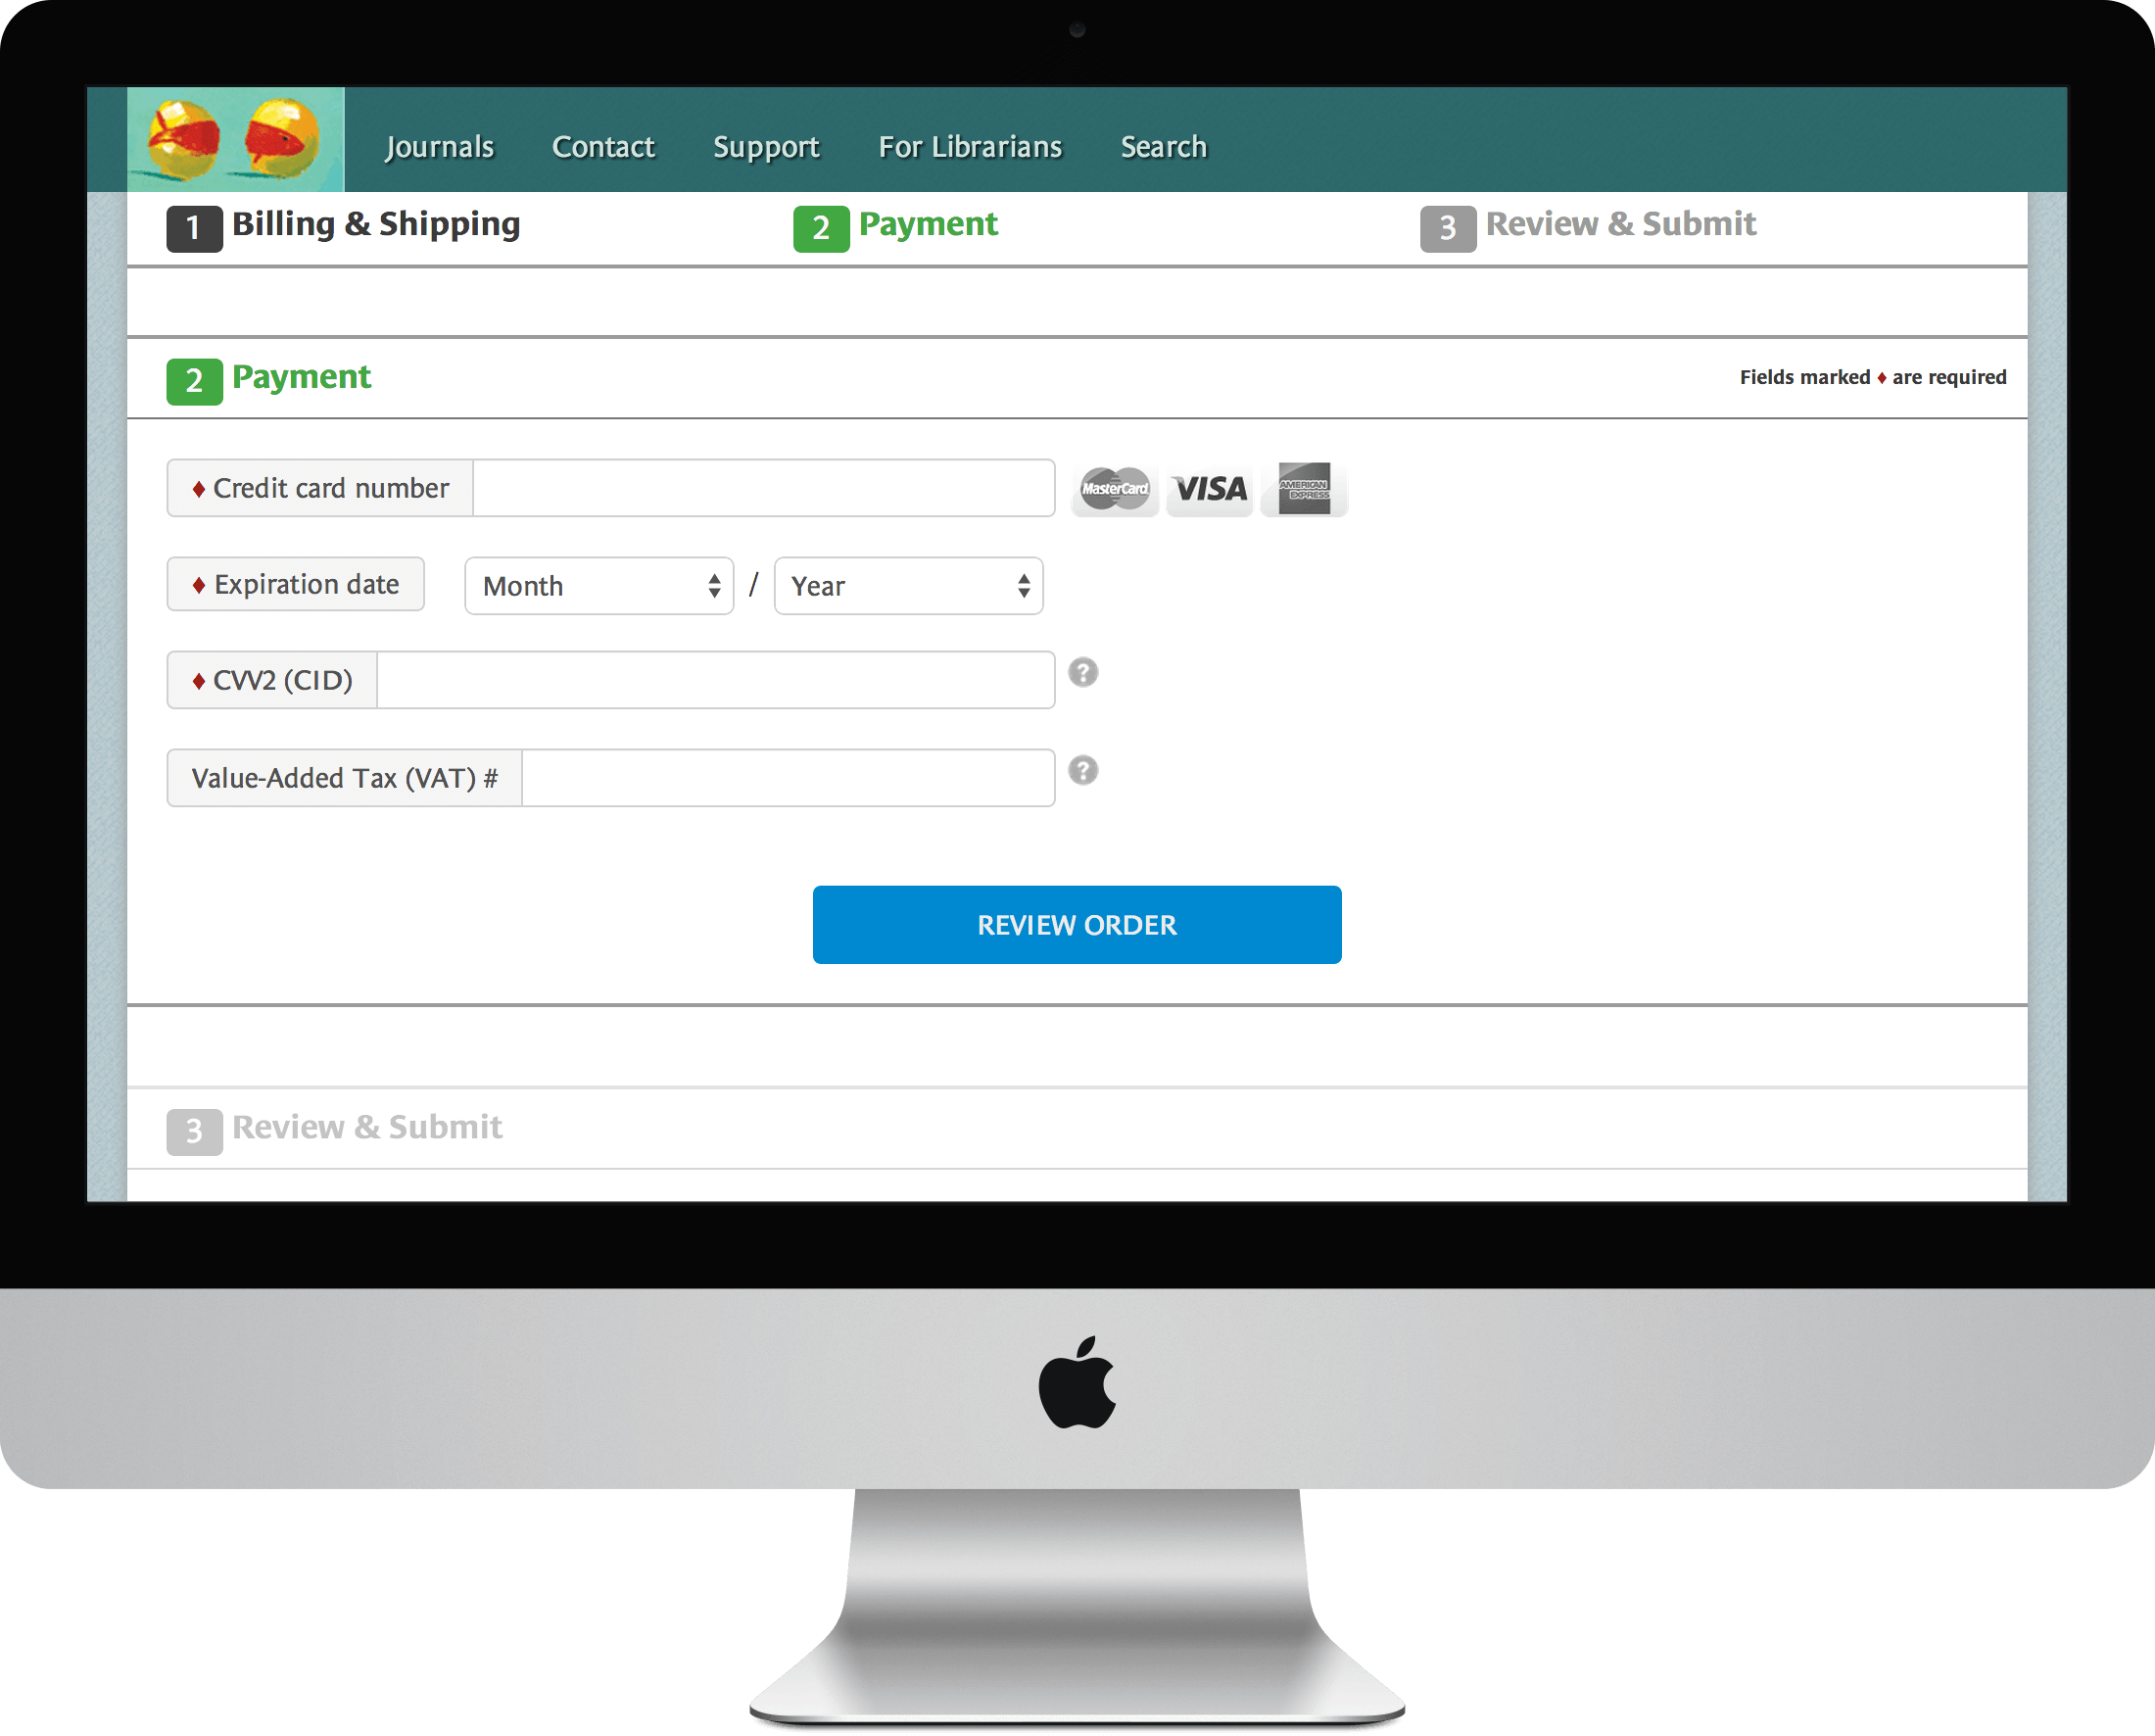 Journals Contact Support For Librarians Search
1 Billing & Shipping 2 Payment 3 Review & Submit
2 Payment Fields marked ♦ are required
♦ Credit card number MasterCard VISA AMERICAN EXPRESS
♦ Expiration date Month / Year
♦ CVV2 (CID) ?
Value-Added Tax (VAT) # ?
REVIEW ORDER
3 Review & Submit